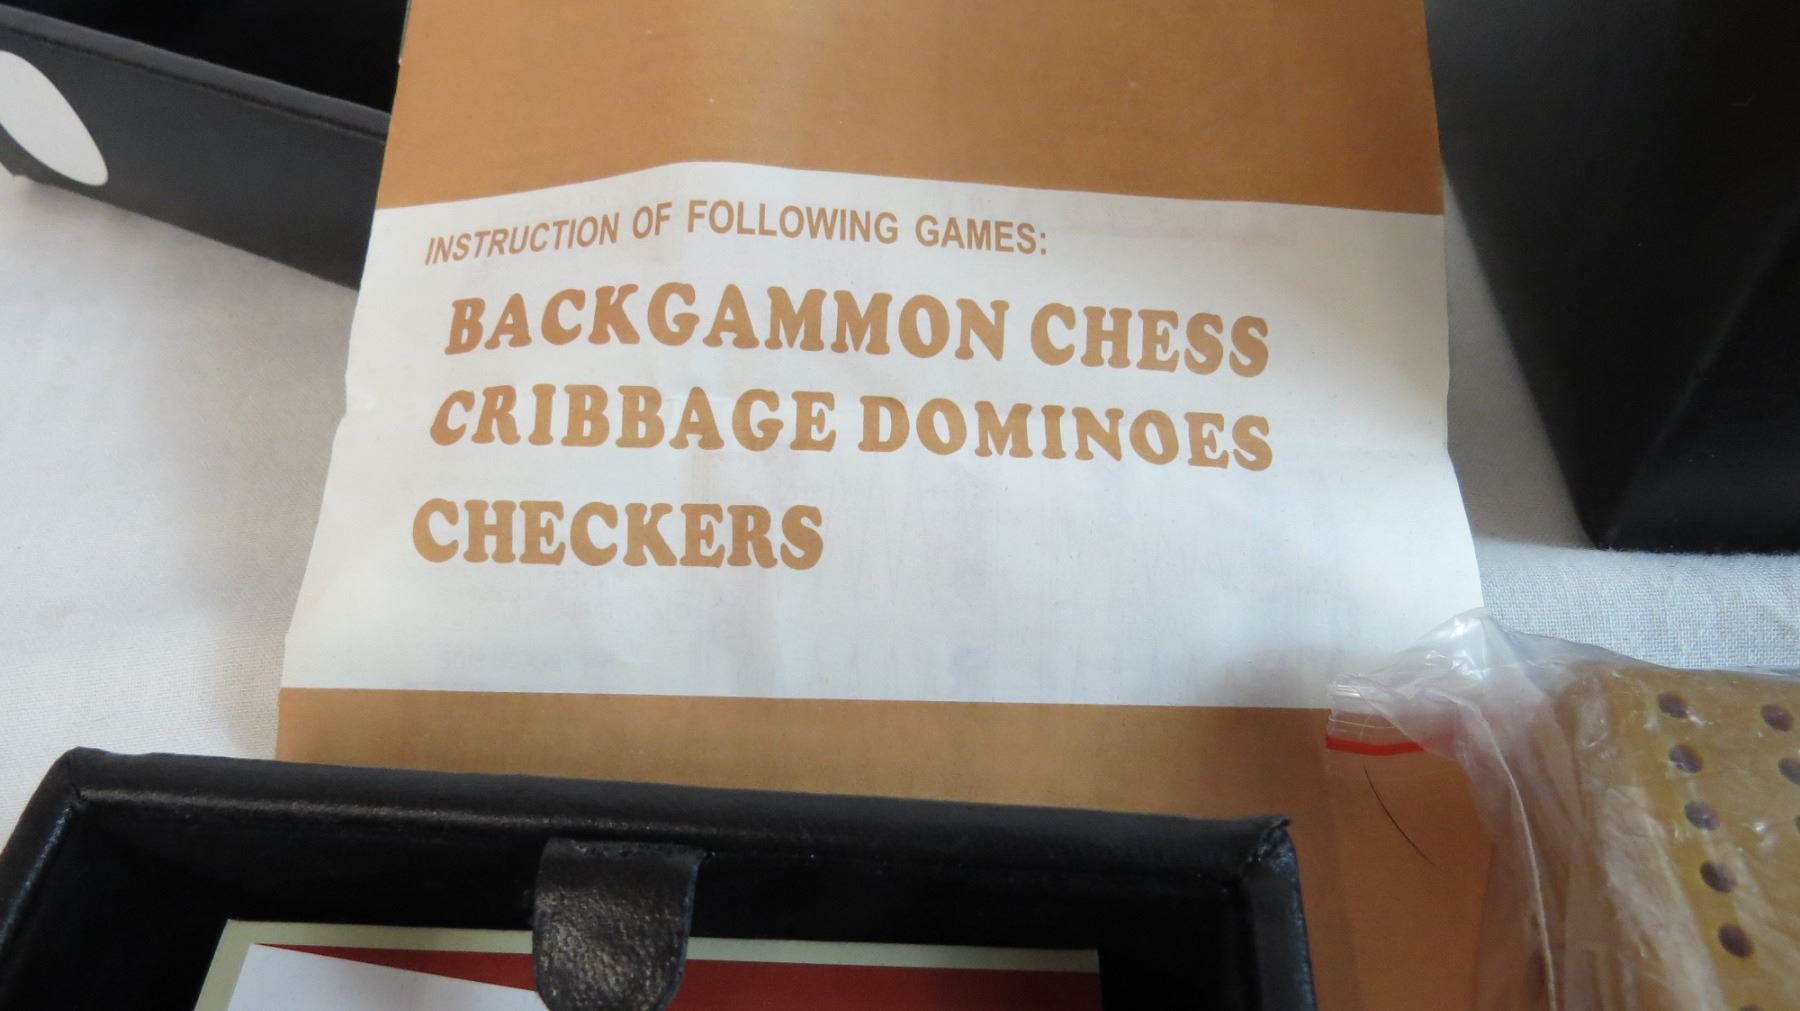 INSTRUCTION OF FOLLOWING GAMES:
BACKGAMMON CHESS
CRIBBAGE DOMINOES
CHECKERS